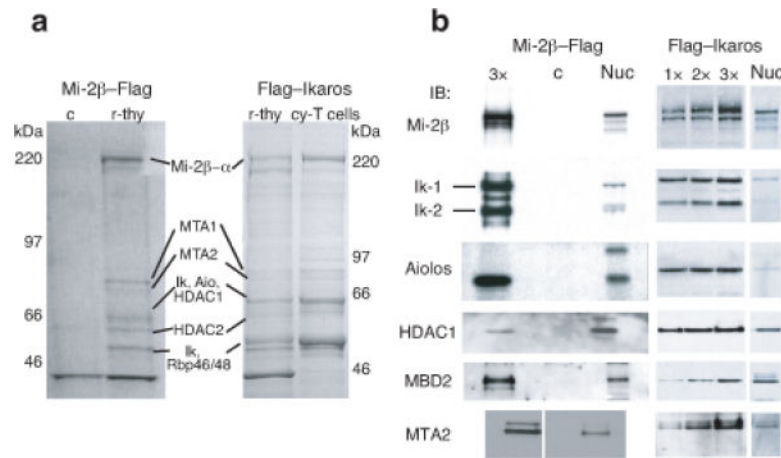 a
Mi-2β–Flag
Flag–Ikaros
c r-thy
r-thy cy-T cells
kDa
kDa
220
Mi-2β-α
220
MTA1
97
MTA2
97
Ik, Aio,
HDAC1
66
66
HDAC2
Ik,
Rbp46/48
46
46
b
Mi-2β–Flag
Flag–Ikaros
3× c Nuc
1× 2× 3× Nuc
IB:
Mi-2β
Ik-1
Ik-2
Aiolos
HDAC1
MBD2
MTA2